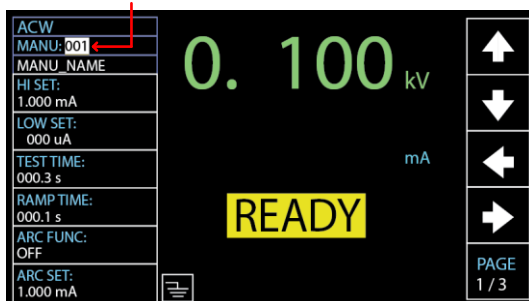 ACW
MANU: 001
MANU_NAME
HI SET:
1.000 mA
LOW SET:
000 uA
TEST TIME:
000.3 s
RAMP TIME:
000.1 s
ARC FUNC:
OFF
ARC SET:
1.000 mA
0. 100 kV
mA
READY
PAGE
1 / 3